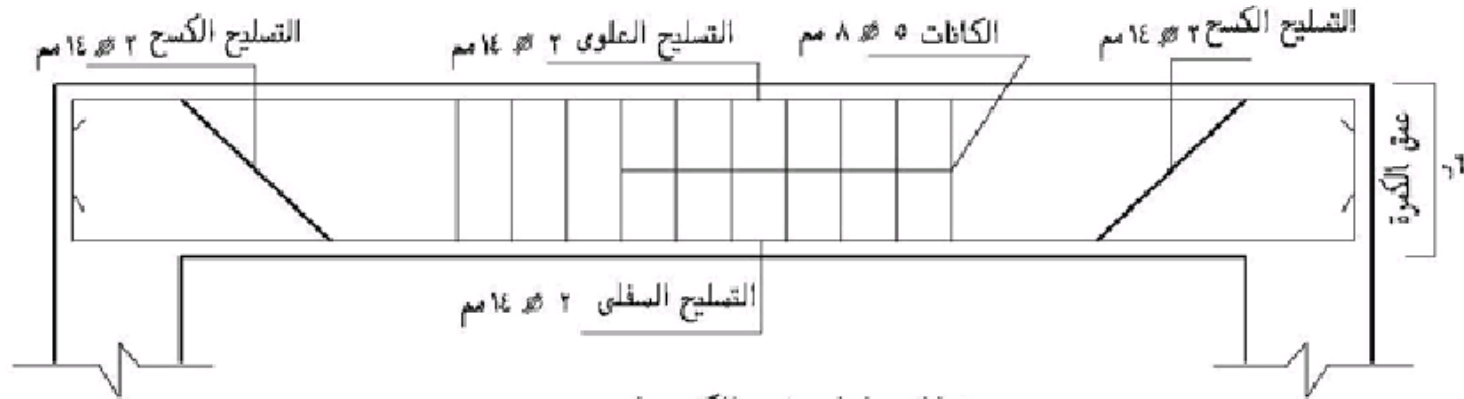 التسليح الكسح ٢ ø ١٤ مم
الكانات ٥ ø ٨ مم
التسليح العلوى ٢ ø ١٤ مم
التسليح الكسح ٢ ø ١٤ مم
عمق الكمرة
التسليح السفلى ٢ ø ١٤ مم